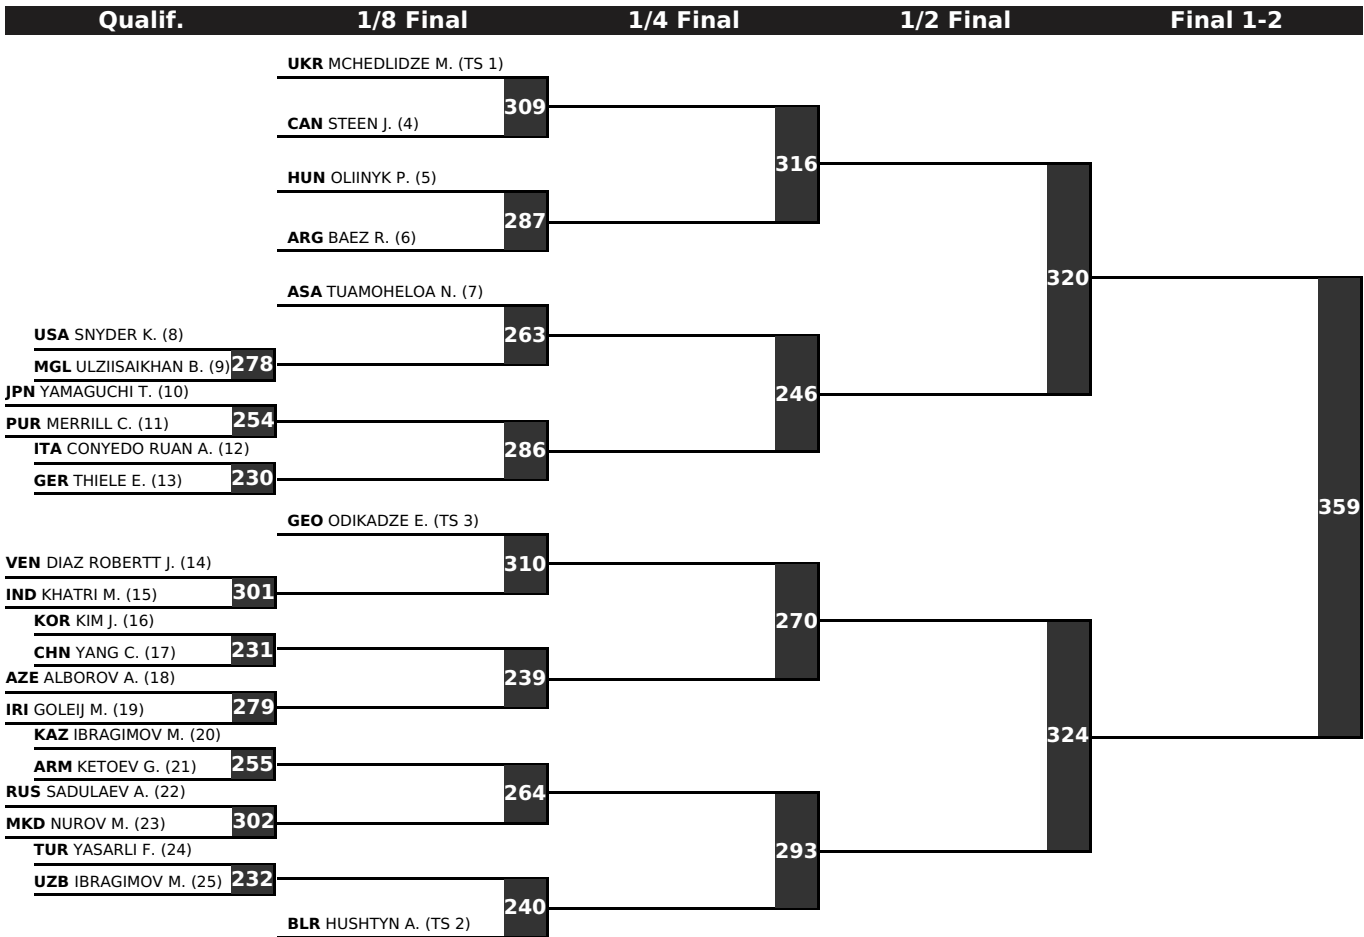 Qualif. 1/8 Final 1/4 Final 1/2 Final Final 1-2
UKR MCHEDLIDZE M. (TS 1)
309
CAN STEEN J. (4)
316
HUN OLIINYK P. (5)
287
ARG BAEZ R. (6)
320
ASA TUAMOHELOA N. (7)
USA SNYDER K. (8)
263
MGL ULZIISAIKHAN B. (9) 278
JPN YAMAGUCHI T. (10)
246
PUR MERRILL C. (11) 254
ITA CONYEDO RUAN A. (12)
286
GER THIELE E. (13) 230
359
GEO ODIKADZE E. (TS 3)
VEN DIAZ ROBERTT J. (14)
310
IND KHATRI M. (15) 301
KOR KIM J. (16)
270
CHN YANG C. (17) 231
AZE ALBOROV A. (18)
239
IRI GOLEIJ M. (19) 279
KAZ IBRAGIMOV M. (20)
324
ARM KETOEV G. (21) 255
RUS SADULAEV A. (22)
264
MKD NUROV M. (23) 302
TUR YASARLI F. (24)
293
UZB IBRAGIMOV M. (25) 232
240
BLR HUSHTYN A. (TS 2)